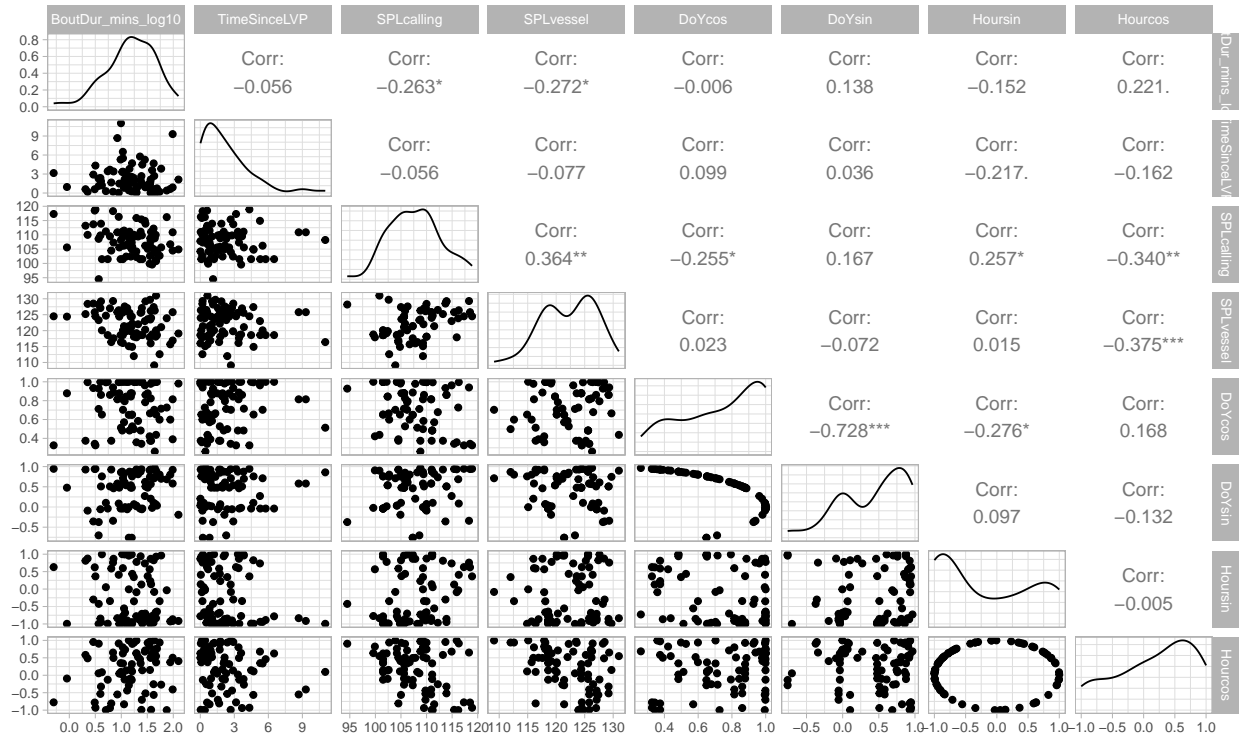 BoutDur_mins_log10 TimeSinceLVP SPLcalling SPLvessel DoYcos DoYsin Hoursin Hourcos
0.8
0.6
0.4
0.2
0.0
Corr: Corr: Corr: Corr: Corr: Corr: Corr:
−0.056 −0.263* −0.272* −0.006 0.138 −0.152 0.221.
9
6
3
0
Corr: Corr: Corr: Corr: Corr: Corr:
−0.056 −0.077 0.099 0.036 −0.217. −0.162
TimeSinceLVP
120
115
110
105
100
95
Corr: Corr: Corr: Corr: Corr:
0.364** −0.255* 0.167 0.257* −0.340**
SPLcalling
130
125
120
115
110
Corr: Corr: Corr: Corr:
0.023 −0.072 0.015 −0.375***
SPLvessel
1.0
0.8
0.6
0.4
Corr: Corr: Corr:
−0.728*** −0.276* 0.168
DoYcos
1.0
0.5
0.0
−0.5
Corr: Corr:
0.097 −0.132
DoYsin
1.0
0.5
0.0
−0.5
−1.0
Corr:
−0.005
Hoursin
1.0
0.5
0.0
−0.5
−1.0
Hourcos
0.0 0.5 1.0 1.5 2.0 0 3 6 9 95 100 105 110 115 120 110 115 120 125 130 0.4 0.6 0.8 1.0 −0.5 0.0 0.5 1.0 −1.0 −0.5 0.0 0.5 1.0 −1.0 −0.5 0.0 0.5 1.0